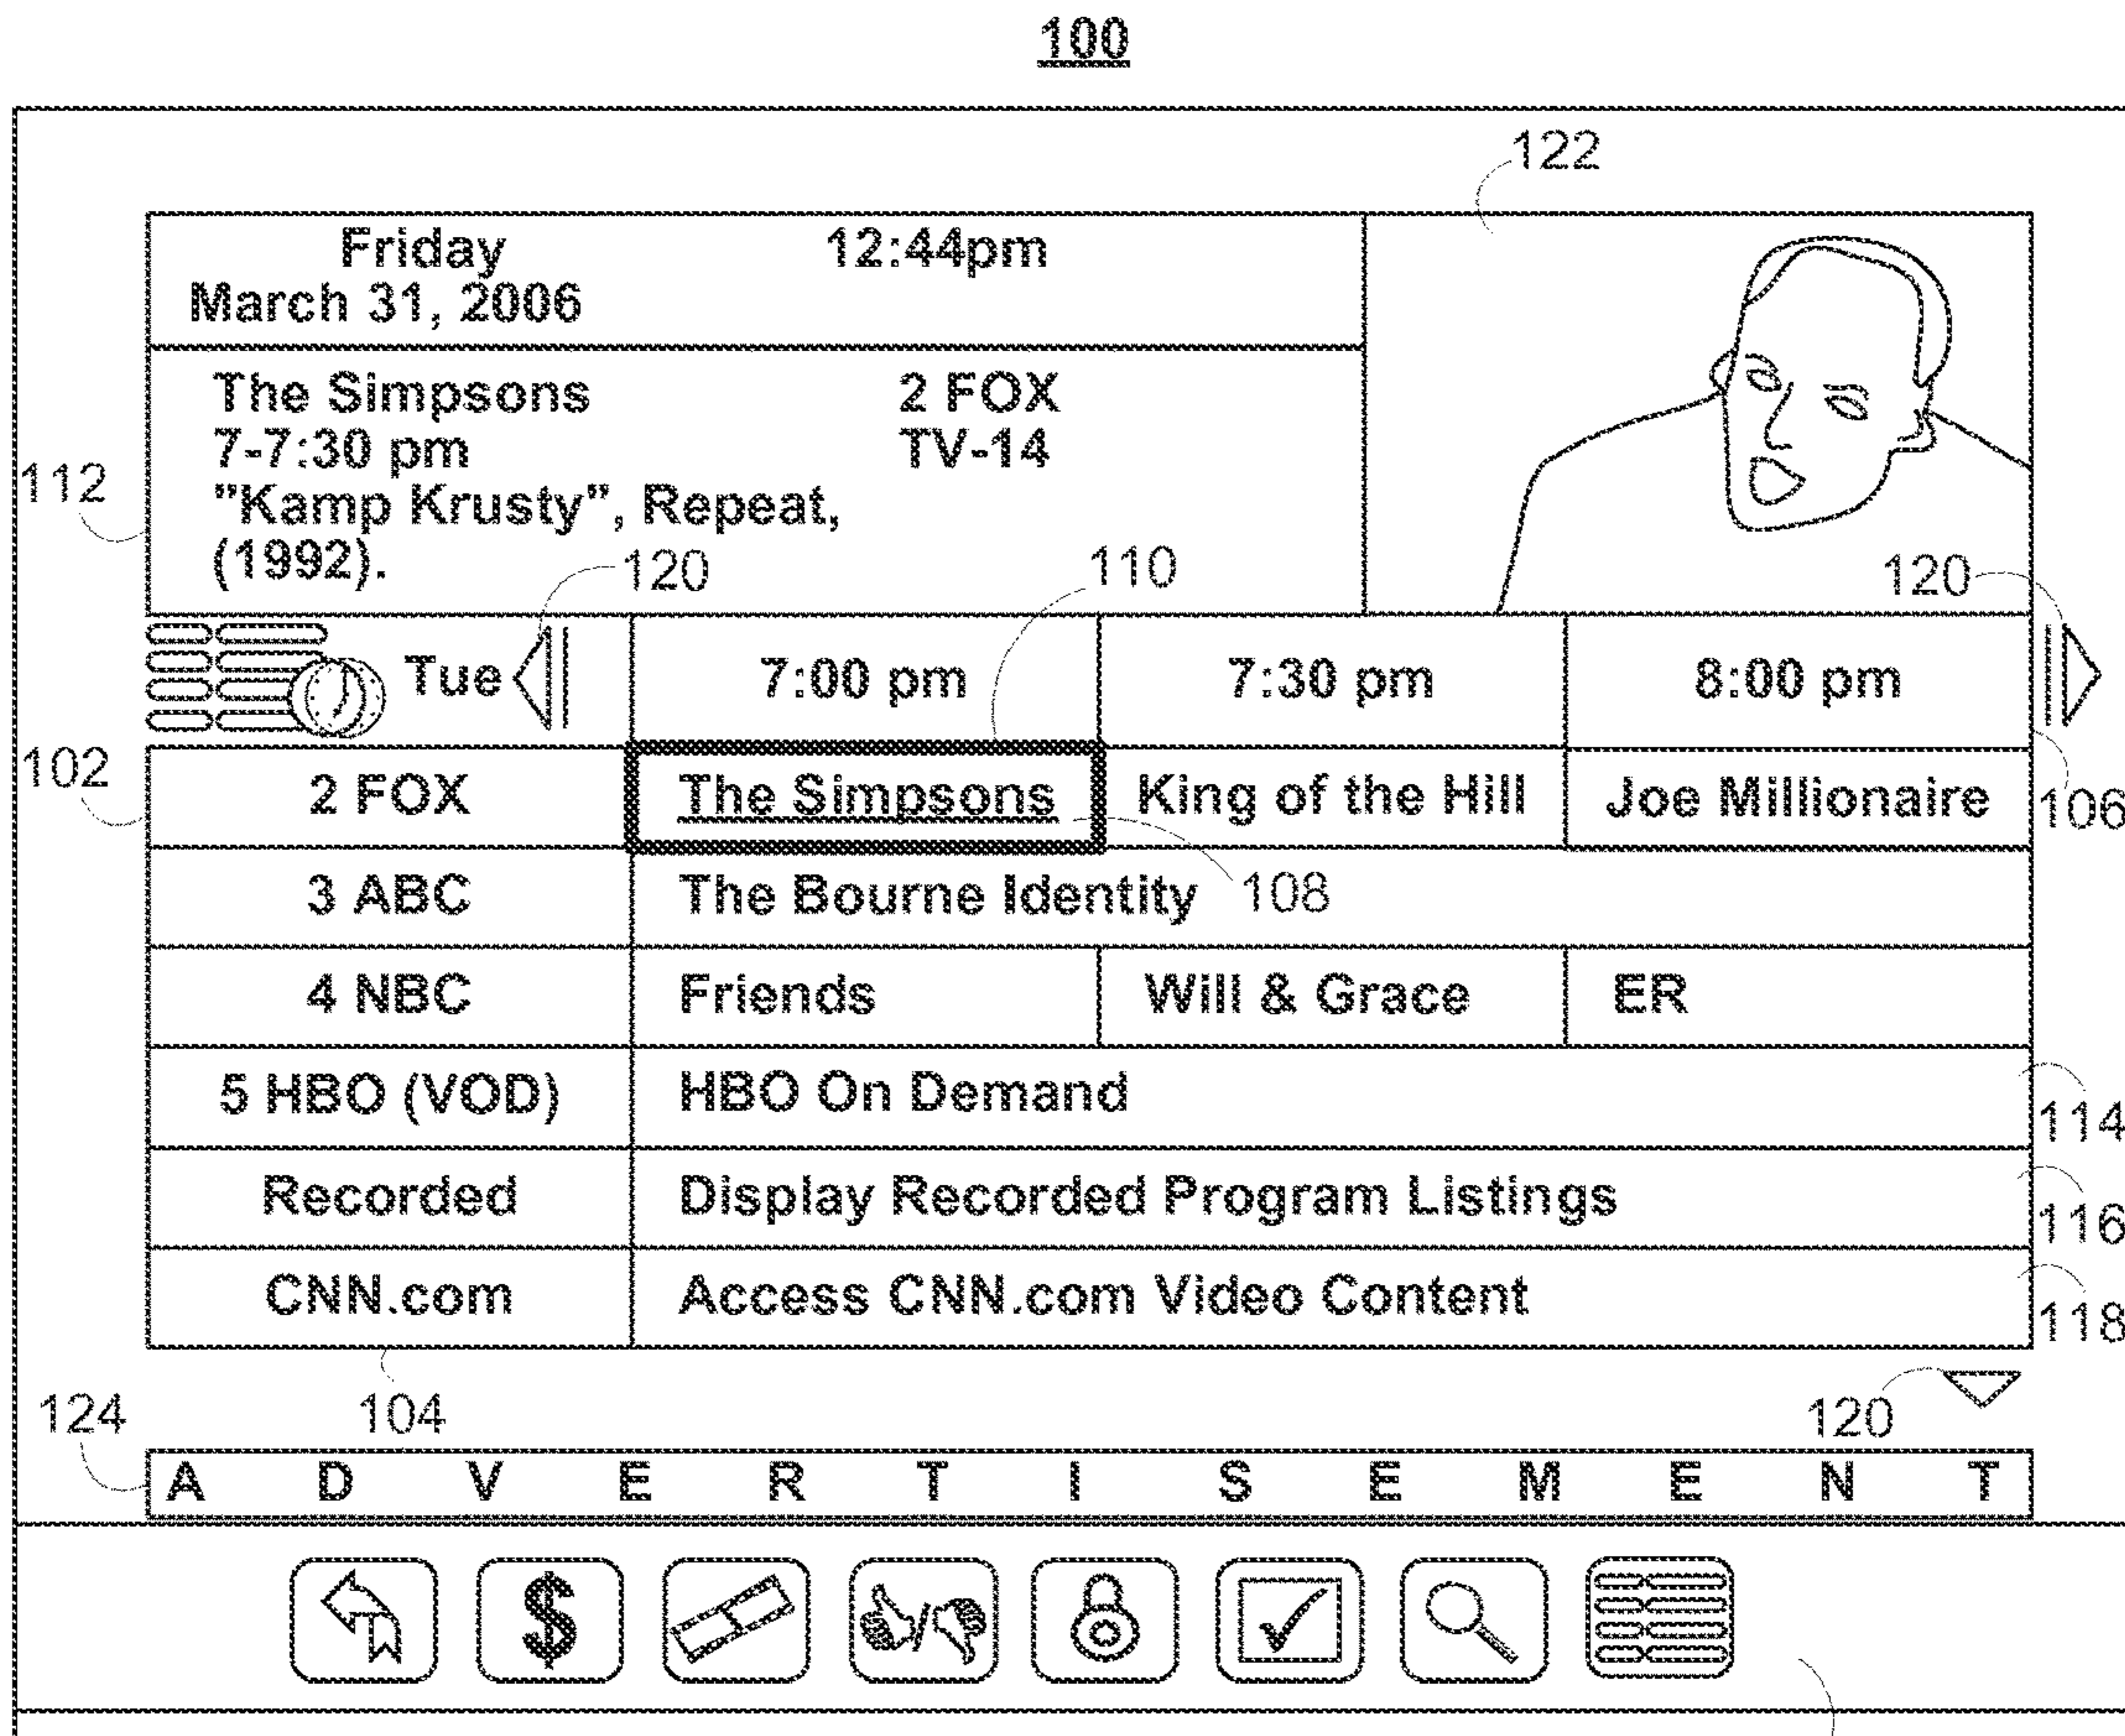 100
122
Friday 12:44pm
March 31, 2006
The Simpsons 2 FOX
7-7:30 pm TV-14
112
"Kamp Krusty", Repeat,
(1992).
120 110 120
Tue 7:00 pm 7:30 pm 8:00 pm
102
2 FOX The Simpsons King of the Hill Joe Millionaire
106
3 ABC The Bourne Identity 108
4 NBC Friends Will & Grace ER
5 HBO (VOD) HBO On Demand
114
Recorded Display Recorded Program Listings
116
CNN.com Access CNN.com Video Content
118
124 104 120
A D V E R T I S E M E N T
$ /